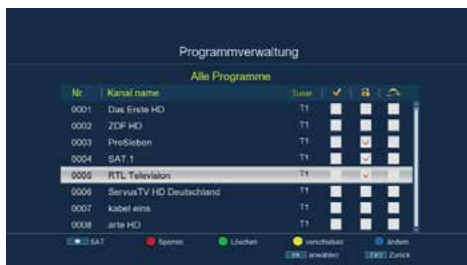 Programmverwaltung
Alle Programme
Nr. Kanal name Tuner
0001 Das Erste HD T1
0002 ZDF HD T1
0003 ProSieben T1
0004 SAT.1 T1
0005 RTL Television T1
0006 ServusTV HD Deutschland T1
0007 kabel eins T1
0008 arte HD T1
SAT Sperren Löschen verschieben ändern
OK anwählen EXIT Zurück